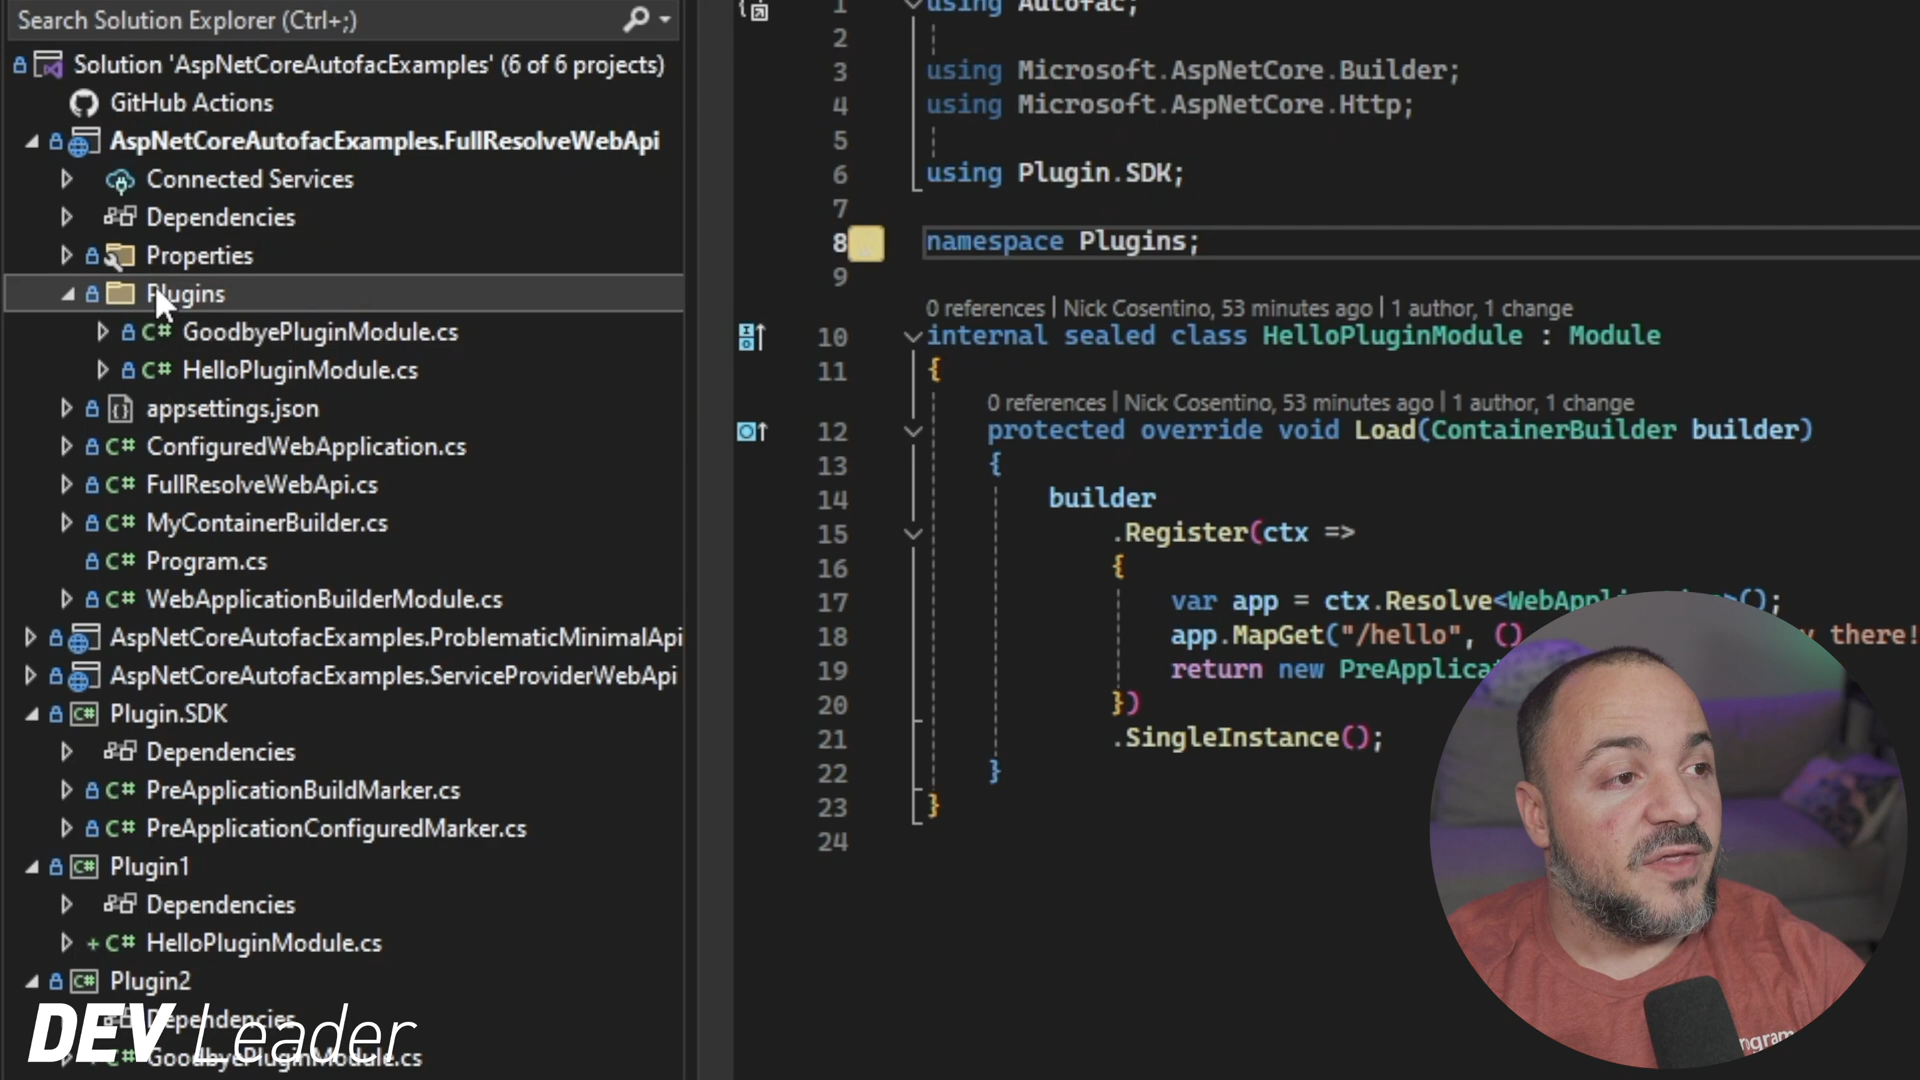 Search Solution Explorer (Ctrl+;)
Solution 'AspNetCoreAutofacExamples' (6 of 6 projects)
GitHub Actions
AspNetCoreAutofacExamples.FullResolveWebApi
Connected Services
Dependencies
Properties
Plugins
GoodbyePluginModule.cs
HelloPluginModule.cs
appsettings.json
ConfiguredWebApplication.cs
FullResolveWebApi.cs
MyContainerBuilder.cs
Program.cs
WebApplicationBuilderModule.cs
AspNetCoreAutofacExamples.ProblematicMinimalApi
AspNetCoreAutofacExamples.ServiceProviderWebApi
Plugin.SDK
Dependencies
PreApplicationBuildMarker.cs
PreApplicationConfiguredMarker.cs
Plugin1
Dependencies
HelloPluginModule.cs
Plugin2
Dependencies
GoodbyePluginModule.cs
DEV Leader
1 using Autofac;
2
3 using Microsoft.AspNetCore.Builder;
4 using Microsoft.AspNetCore.Http;
5
6 using Plugin.SDK;
7
8 namespace Plugins;
9
0 references | Nick Cosentino, 53 minutes ago | 1 author, 1 change
10 internal sealed class HelloPluginModule : Module
11 {
0 references | Nick Cosentino, 53 minutes ago | 1 author, 1 change
12 protected override void Load(ContainerBuilder builder)
13 {
14 builder
15 .Register(ctx =>
16 {
17 var app = ctx.Resolve<WebAppl>();
18 app.MapGet("/hello", () there!
19 return new PreApplica
20 })
21 .SingleInstance();
22 }
23 }
24